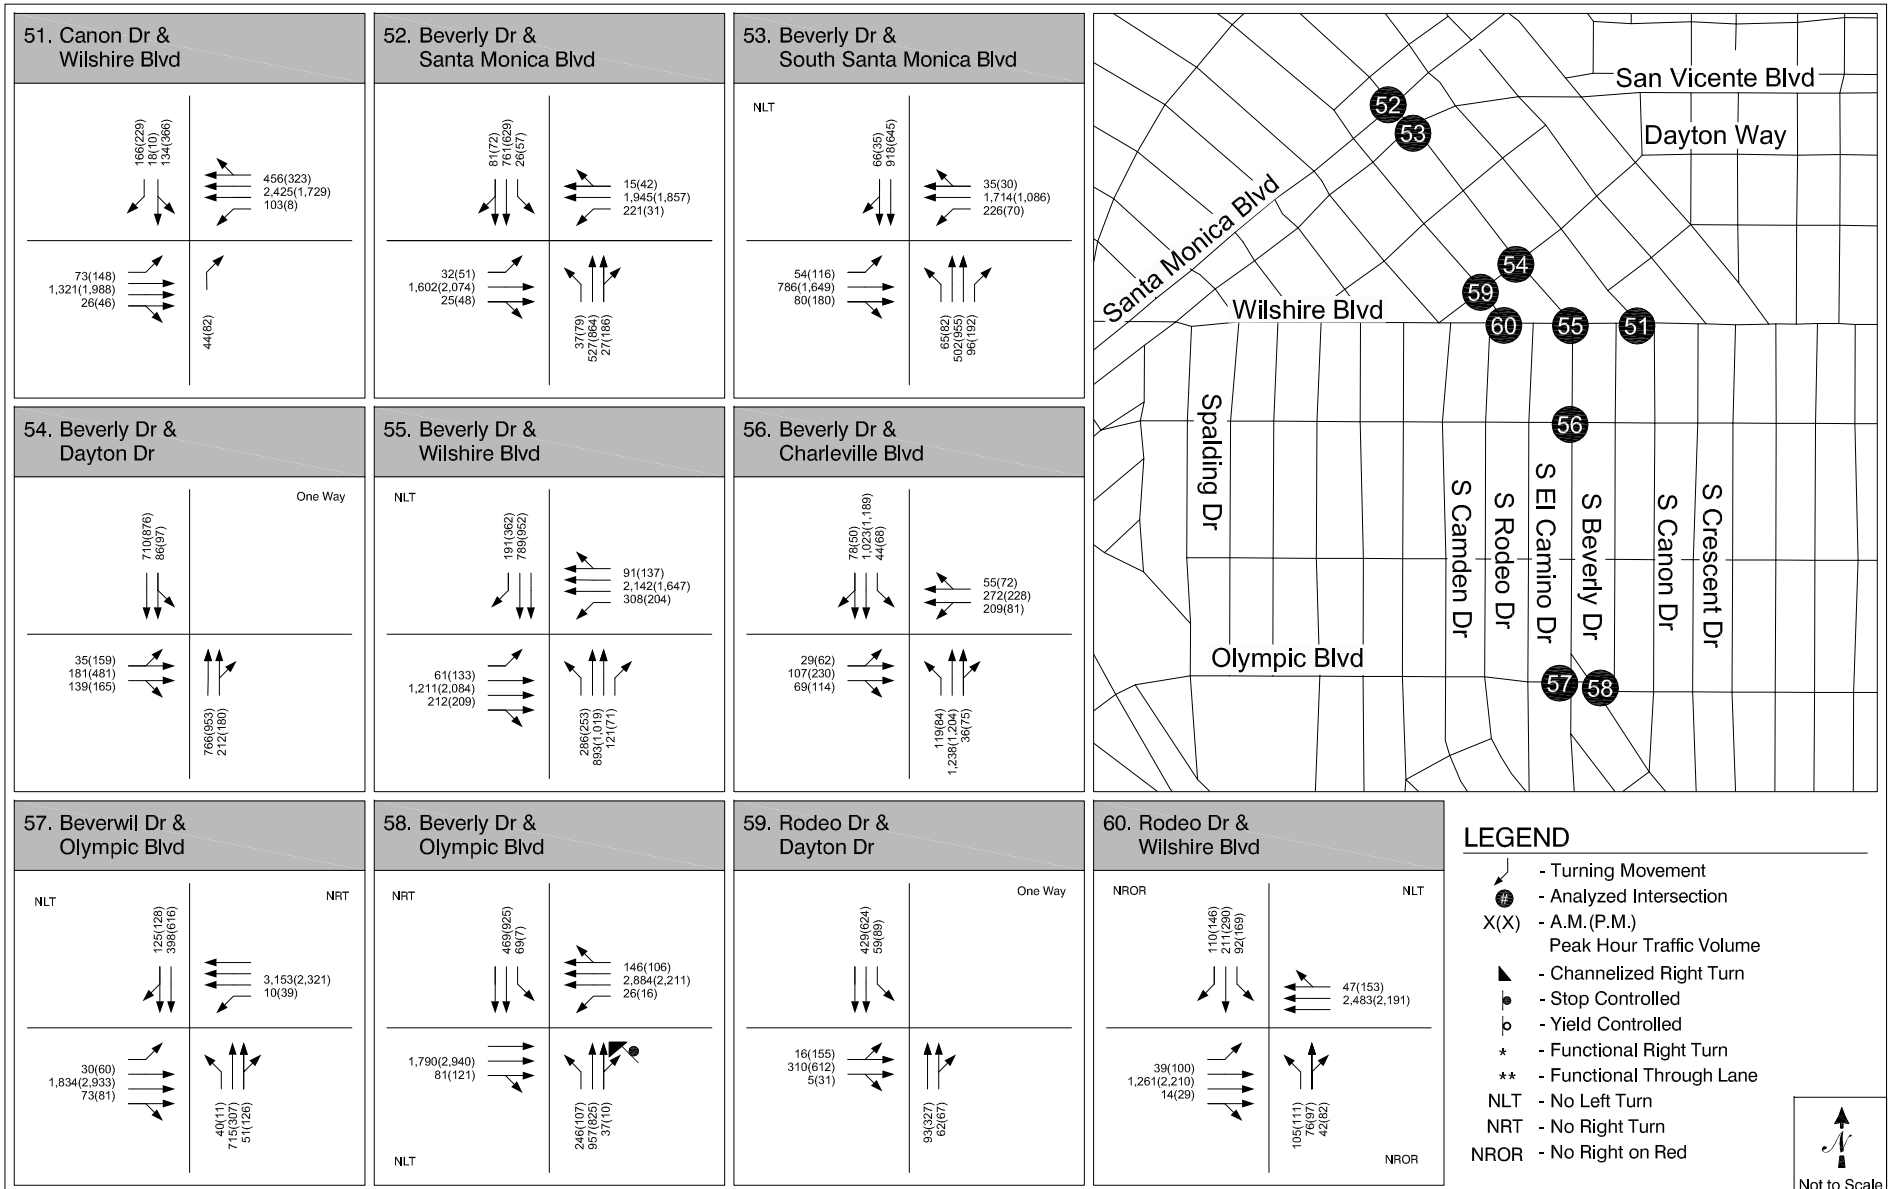 51. Canon Dr &
Wilshire Blvd
166(229)
18(10)
134(366)
456(323)
2,425(1,729)
103(8)
73(148)
1,321(1,988)
26(46)
44(82)
52. Beverly Dr &
Santa Monica Blvd
81(72)
761(629)
26(57)
15(42)
1,945(1,857)
221(31)
32(51)
1,602(2,074)
25(48)
37(79)
527(864)
27(186)
53. Beverly Dr &
South Santa Monica Blvd
NLT
66(35)
918(645)
35(30)
1,714(1,086)
226(70)
54(116)
786(1,649)
80(180)
65(82)
502(955)
96(192)
54. Beverly Dr &
Dayton Dr
One Way
710(876)
86(97)
35(159)
181(481)
139(165)
766(953)
212(180)
55. Beverly Dr &
Wilshire Blvd
NLT
191(362)
789(952)
91(137)
2,142(1,647)
308(204)
61(133)
1,211(2,084)
212(209)
286(253)
893(1,019)
121(71)
56. Beverly Dr &
Charleville Blvd
78(50)
1,023(1,189)
44(68)
55(72)
272(228)
209(81)
29(62)
107(230)
69(114)
119(84)
1,238(1,204)
36(75)
57. Beverwil Dr &
Olympic Blvd
NLT
NRT
125(128)
398(616)
3,153(2,321)
10(39)
30(60)
1,834(2,933)
73(81)
40(11)
715(307)
51(126)
58. Beverly Dr &
Olympic Blvd
NRT
469(925)
69(7)
146(106)
2,884(2,211)
26(16)
1,790(2,940)
81(121)
246(107)
957(825)
37(10)
NLT
59. Rodeo Dr &
Dayton Dr
One Way
429(624)
59(89)
16(155)
310(612)
5(31)
93(327)
62(67)
60. Rodeo Dr &
Wilshire Blvd
NROR
NLT
110(146)
211(290)
92(169)
47(153)
2,483(2,191)
39(100)
1,261(2,210)
14(29)
105(111)
76(97)
42(82)
NROR
San Vicente Blvd
Dayton Way
Santa Monica Blvd
Wilshire Blvd
52
53
54
59
60
55
51
56
57
58
Spalding Dr
S Camden Dr
S Rodeo Dr
S El Camino Dr
S Beverly Dr
S Canon Dr
S Crescent Dr
Olympic Blvd
LEGEND
- Turning Movement
# - Analyzed Intersection
X(X) - A.M.(P.M.)
Peak Hour Traffic Volume
- Channelized Right Turn
- Stop Controlled
- Yield Controlled
* - Functional Right Turn
** - Functional Through Lane
NLT - No Left Turn
NRT - No Right Turn
NROR - No Right on Red
N
Not to Scale